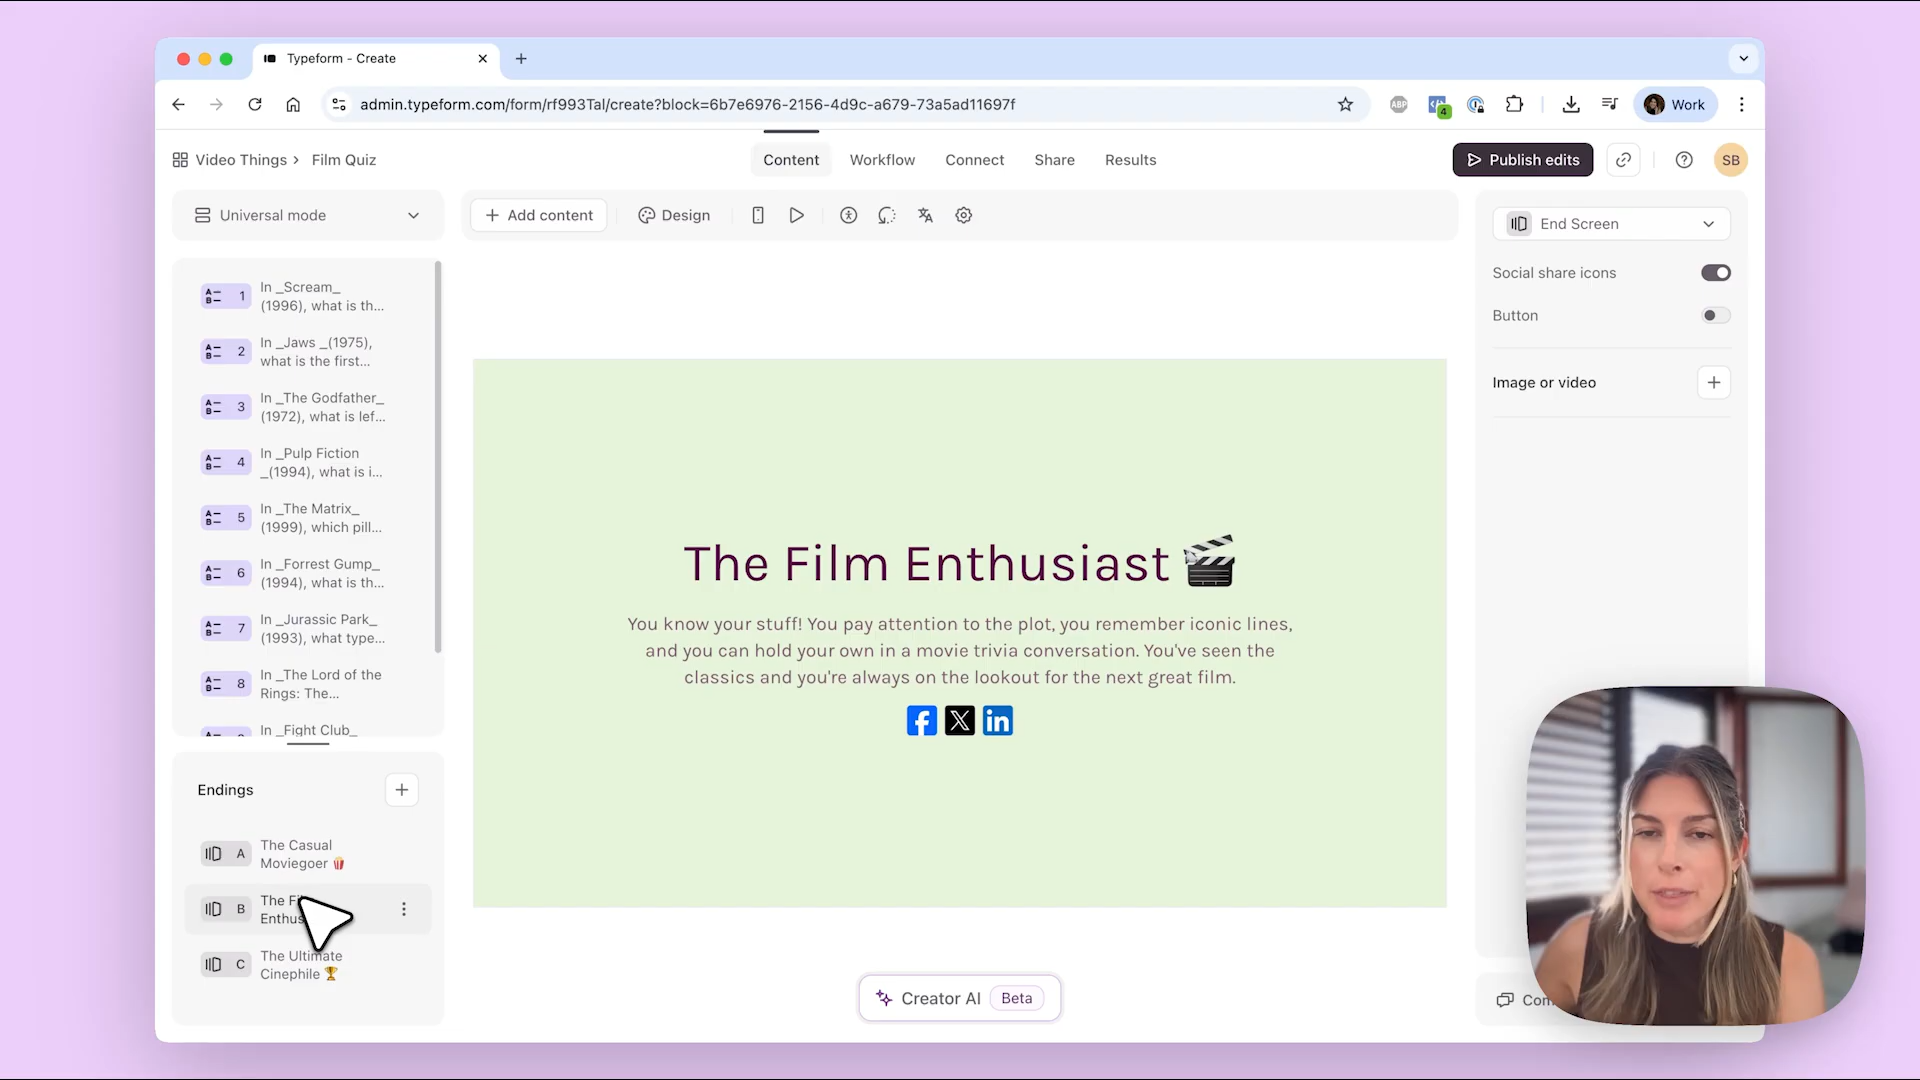 Typeform - Create
admin.typeform.com/form/rf993Tal/create?block=6b7e6976-2156-4d9c-a679-73a5ad11697f
ABP
4
Work
Video Things › Film Quiz
Content
Workflow
Connect
Share
Results
Publish edits
SB
Universal mode
Add content
Design
End Screen
Social share icons
Button
Image or video
1 In _Scream_
(1996), what is th...
2 In _Jaws _(1975),
what is the first...
3 In _The Godfather_
(1972), what is lef...
4 In _Pulp Fiction
_(1994), what is i...
5 In _The Matrix_
(1999), which pill...
6 In _Forrest Gump_
(1994), what is th...
7 In _Jurassic Park_
(1993), what type...
8 In _The Lord of the
Rings: The...
In _Fight Club_
The Film Enthusiast 🎬
You know your stuff! You pay attention to the plot, you remember iconic lines,
and you can hold your own in a movie trivia conversation. You've seen the
classics and you're always on the lookout for the next great film.
Endings
A The Casual
Moviegoer 🍿
B The
C The Ultimate
Cinephile 🏆
Creator AI Beta